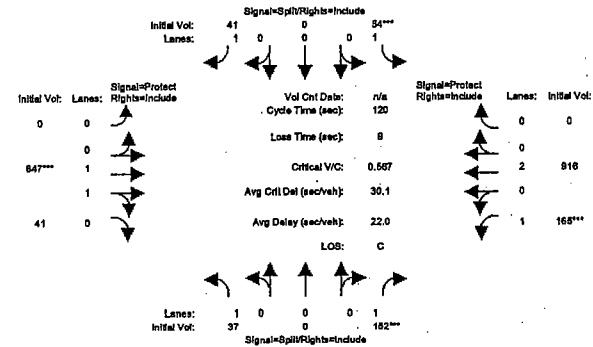 Signal=Split/Rights=Include
Initial Vol: 41 0 54***
Lanes: 1 0 0 0 1
Signal=Protect
Rights=Include
Initial Vol: Lanes:
Vol Cnt Date: n/a
Cycle Time (sec): 120
Signal=Protect
Rights=Include
Lanes: Initial Vol:
0 0
0 0
Loss Time (sec): 9
0
0
647*** 1
Critical V/C: 0.567
2 916
1
Avg Crit Del (sec/veh): 30.1
0
41 0
Avg Delay (sec/veh): 22.0
1 165***
LOS: C
Lanes: 1 0 0 0 1
Initial Vol: 37 0 152***
Signal=Split/Rights=Include